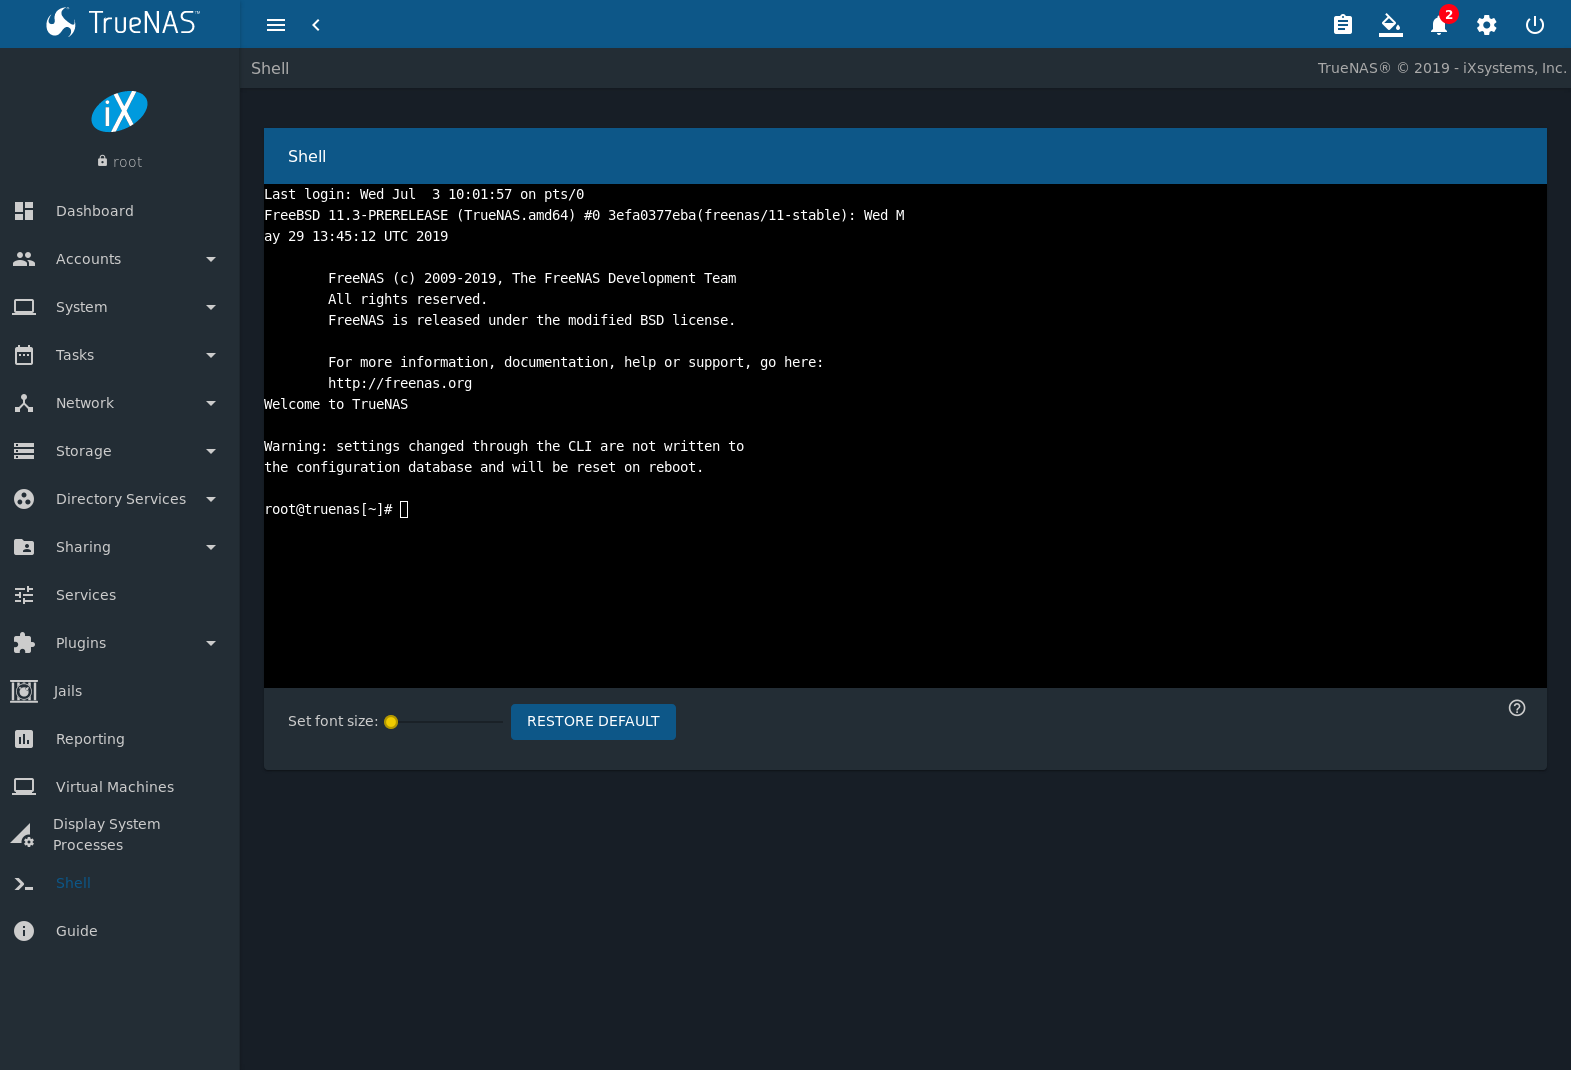 TrueNAS™
2
Shell
TrueNAS® © 2019 - iXsystems, Inc.
iX
root
Dashboard
Accounts
System
Tasks
Network
Storage
Directory Services
Sharing
Services
Plugins
Jails
Reporting
Virtual Machines
Display System
Processes
Shell
Guide
Shell
Last login: Wed Jul  3 10:01:57 on pts/0
FreeBSD 11.3-PRERELEASE (TrueNAS.amd64) #0 3efa0377eba(freenas/11-stable): Wed M
ay 29 13:45:12 UTC 2019
FreeNAS (c) 2009-2019, The FreeNAS Development Team
All rights reserved.
FreeNAS is released under the modified BSD license.
For more information, documentation, help or support, go here:
http://freenas.org
Welcome to TrueNAS
Warning: settings changed through the CLI are not written to
the configuration database and will be reset on reboot.
root@truenas[~]#
Set font size:
RESTORE DEFAULT